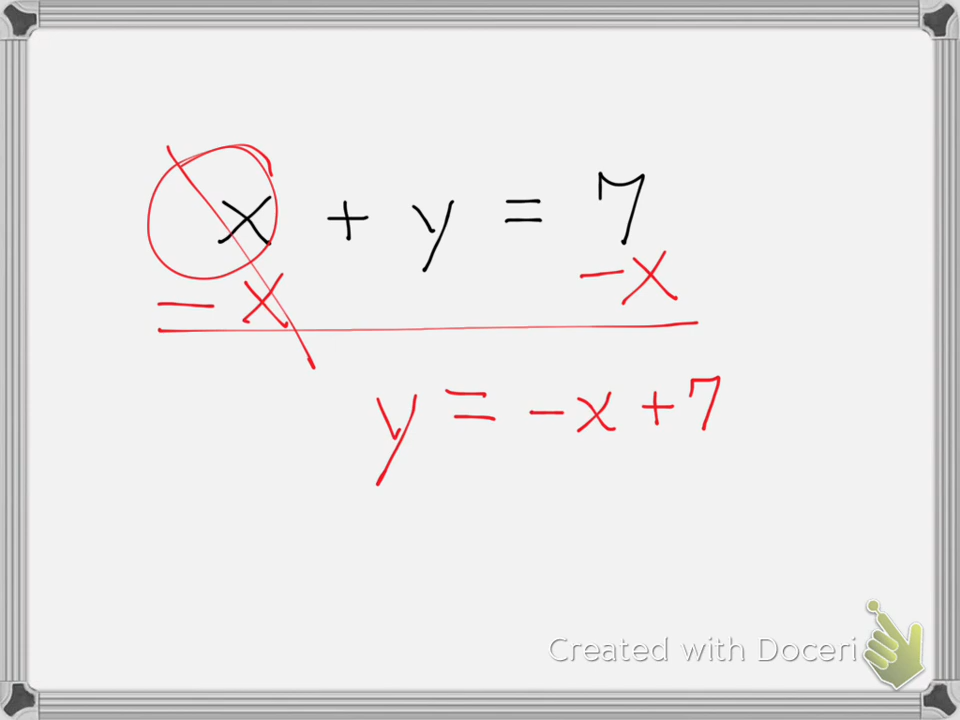 x + y = 7
= x - x
y = -x + 7
Created with Doceri